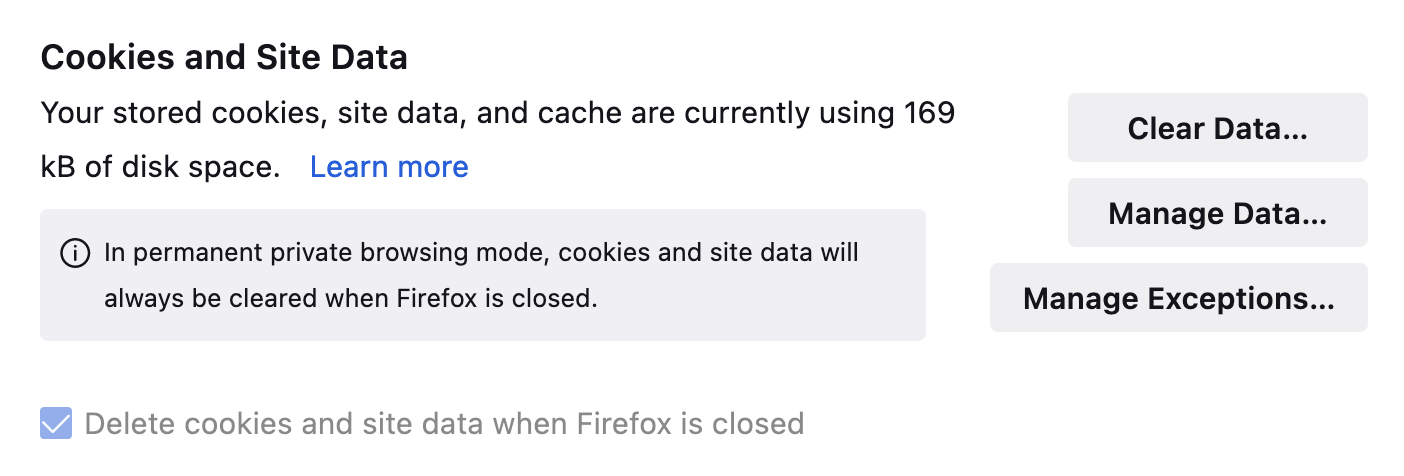 Cookies and Site Data
Your stored cookies, site data, and cache are currently using 169
kB of disk space. Learn more
Clear Data...
Manage Data...
Manage Exceptions...
In permanent private browsing mode, cookies and site data will
always be cleared when Firefox is closed.
Delete cookies and site data when Firefox is closed